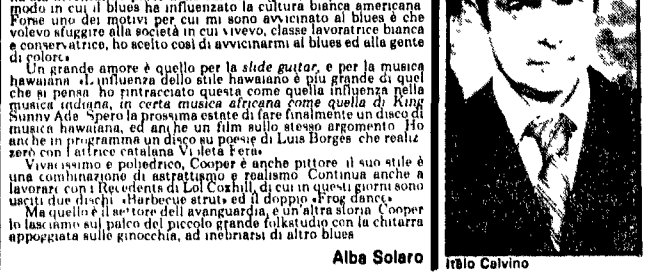 modo in cui il blues ha influenzato la cultura bianca americana
Forse uno dei motivi per cui mi sono avvicinato al blues è che
volevo sfuggire alla società in cui vivevo, classe lavoratrice bianca
e conservatrice, ho scelto così di avvicinarmi al blues ed alla gente
di colore»
Un grande amore è quello per la slide guitar, e per la musica
hawaiana «L influenza dello stile hawaiano è più grande di quel
che si pensa ho rintracciato questa come quella influenza nella
musica indiana, in certa musica africana come quella di King
Sunny Ade Spero la prossima estate di fare finalmente un disco di
musica hawaiana, ed anche un film sullo stesso argomento Ho
anche in programma un disco su poesie di Luis Borges che realiz
zerò con l attrice catalana
Vivacissimo e poliedrico, Cooper è anche pittore il suo stile è
una combinazione di astrattismo e realismo Continua anche a
lavorare con i Recedents di Lol Coxhill, di cui in questi giorni sono
usciti due dischi «Barbecue strut» ed il doppio «Frog dance»
Ma quello è il settore dell avanguardia, e un'altra storia Cooper
lo lasciamo sul palco del piccolo grande folkstudio con la chitarra
appoggiata sulle ginocchia, ad inebriarsi di altro blues
Alba Solaro
Italo Calvino